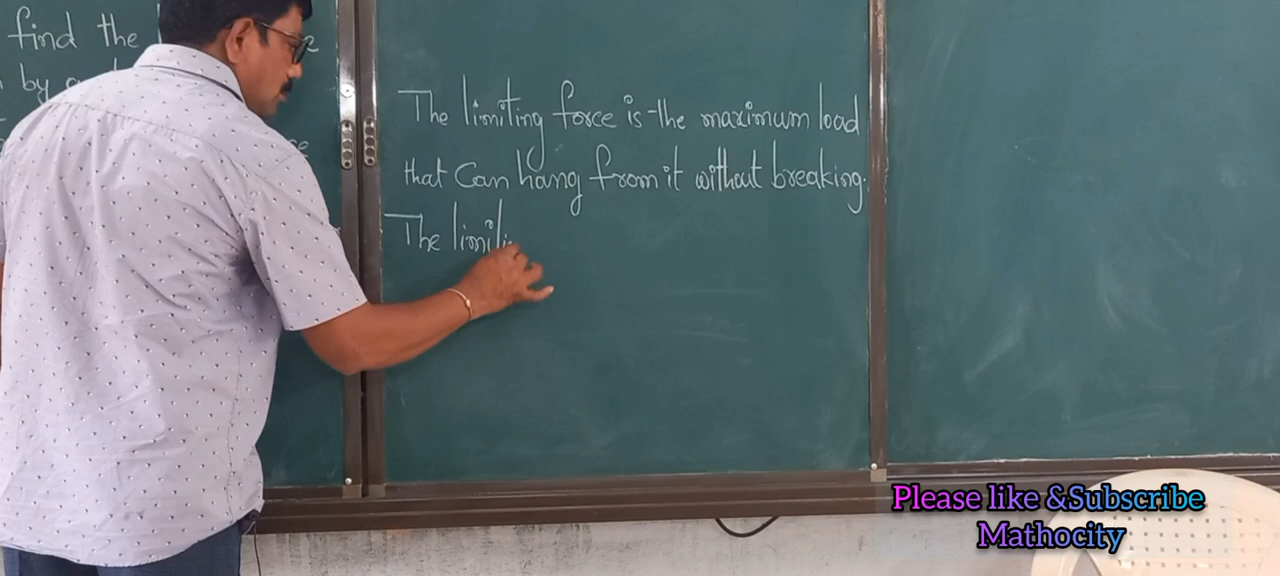 find the
by
The limiting force is the maximum load
that Can hang from it without breaking.
The limiti
Please like &Subscribe
Mathocity